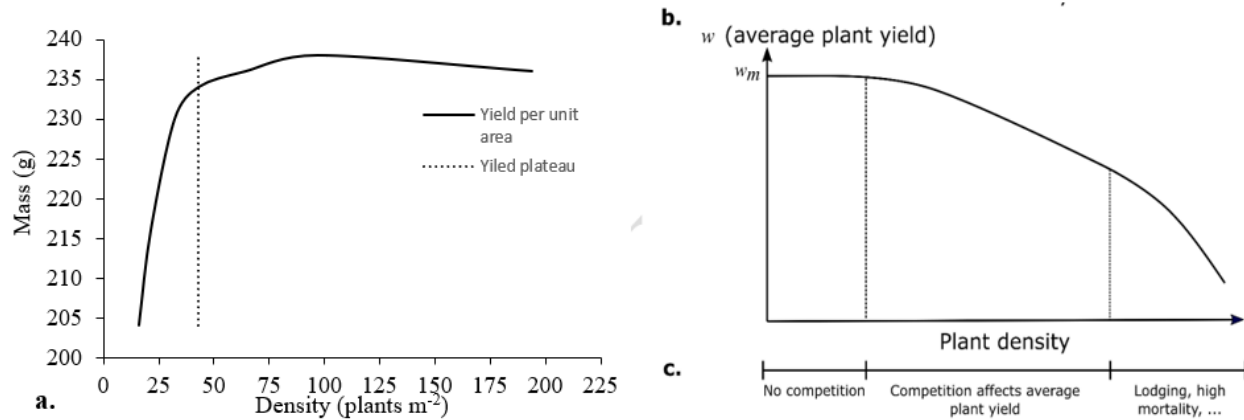 240
235
230
225
220
215
210
205
200
Mass (g)
0 25 50 75 100 125 150 175 200 225
Density (plants m-2)
Yield per unit
area
Yiled plateau
a.
b.
w (average plant yield)
wm
Plant density
c.
No competition
Competition affects average
plant yield
Lodging, high
mortality, ...